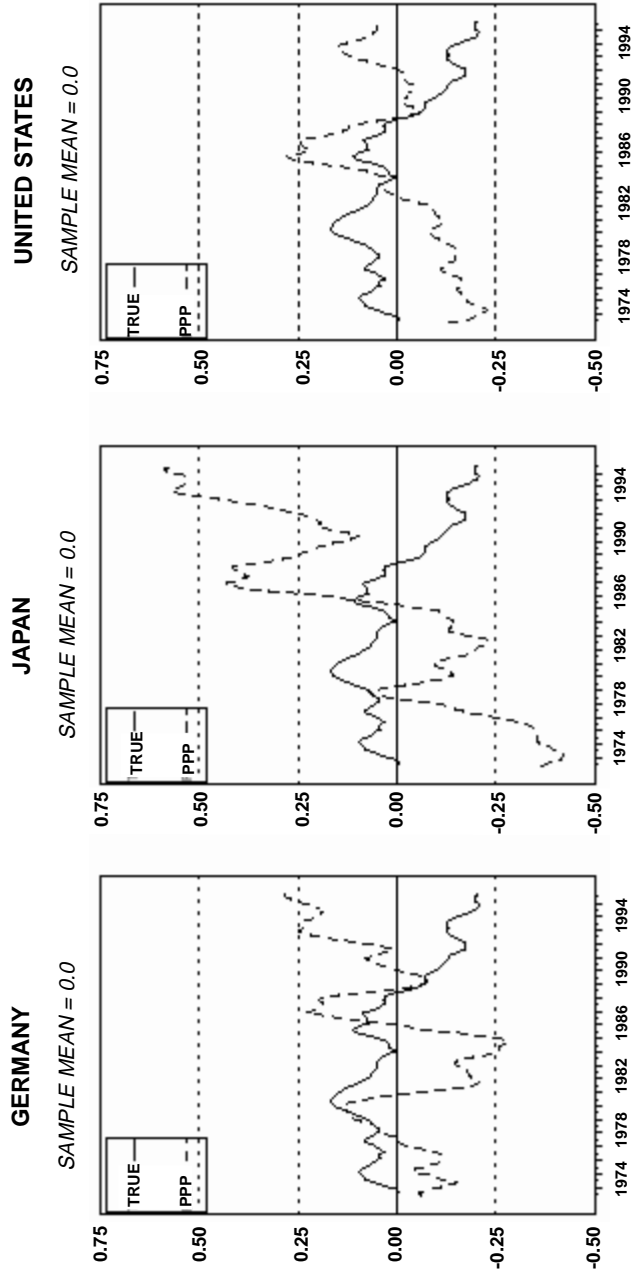 GERMANY
SAMPLE MEAN = 0.0
TRUE
PPP
0.75
0.50
0.25
0.00
-0.25
-0.50
1974 1978 1982 1986 1990 1994
JAPAN
SAMPLE MEAN = 0.0
TRUE
PPP
0.75
0.50
0.25
0.00
-0.25
-0.50
1974 1978 1982 1986 1990 1994
UNITED STATES
SAMPLE MEAN = 0.0
TRUE
PPP
0.75
0.50
0.25
0.00
-0.25
-0.50
1974 1978 1982 1986 1990 1994